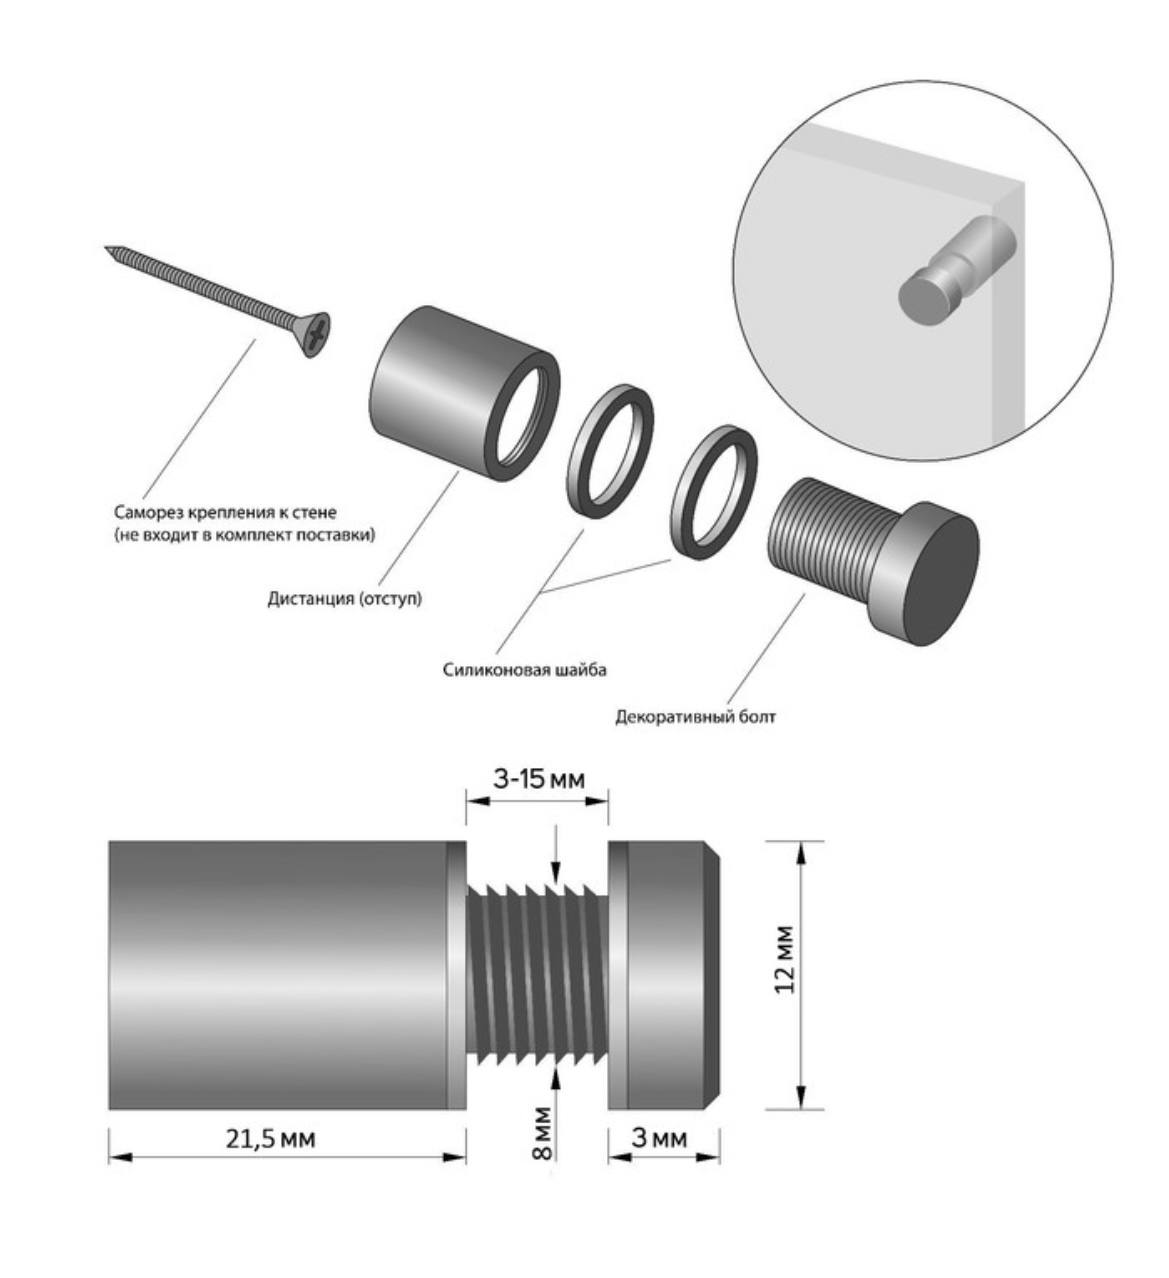 Саморез крепления к стене
(не входит в комплект поставки)
Дистанция (отступ)
Силиконовая шайба
Декоративный болт
3-15 мм
12 мм
21,5 мм
8 мм
3 мм